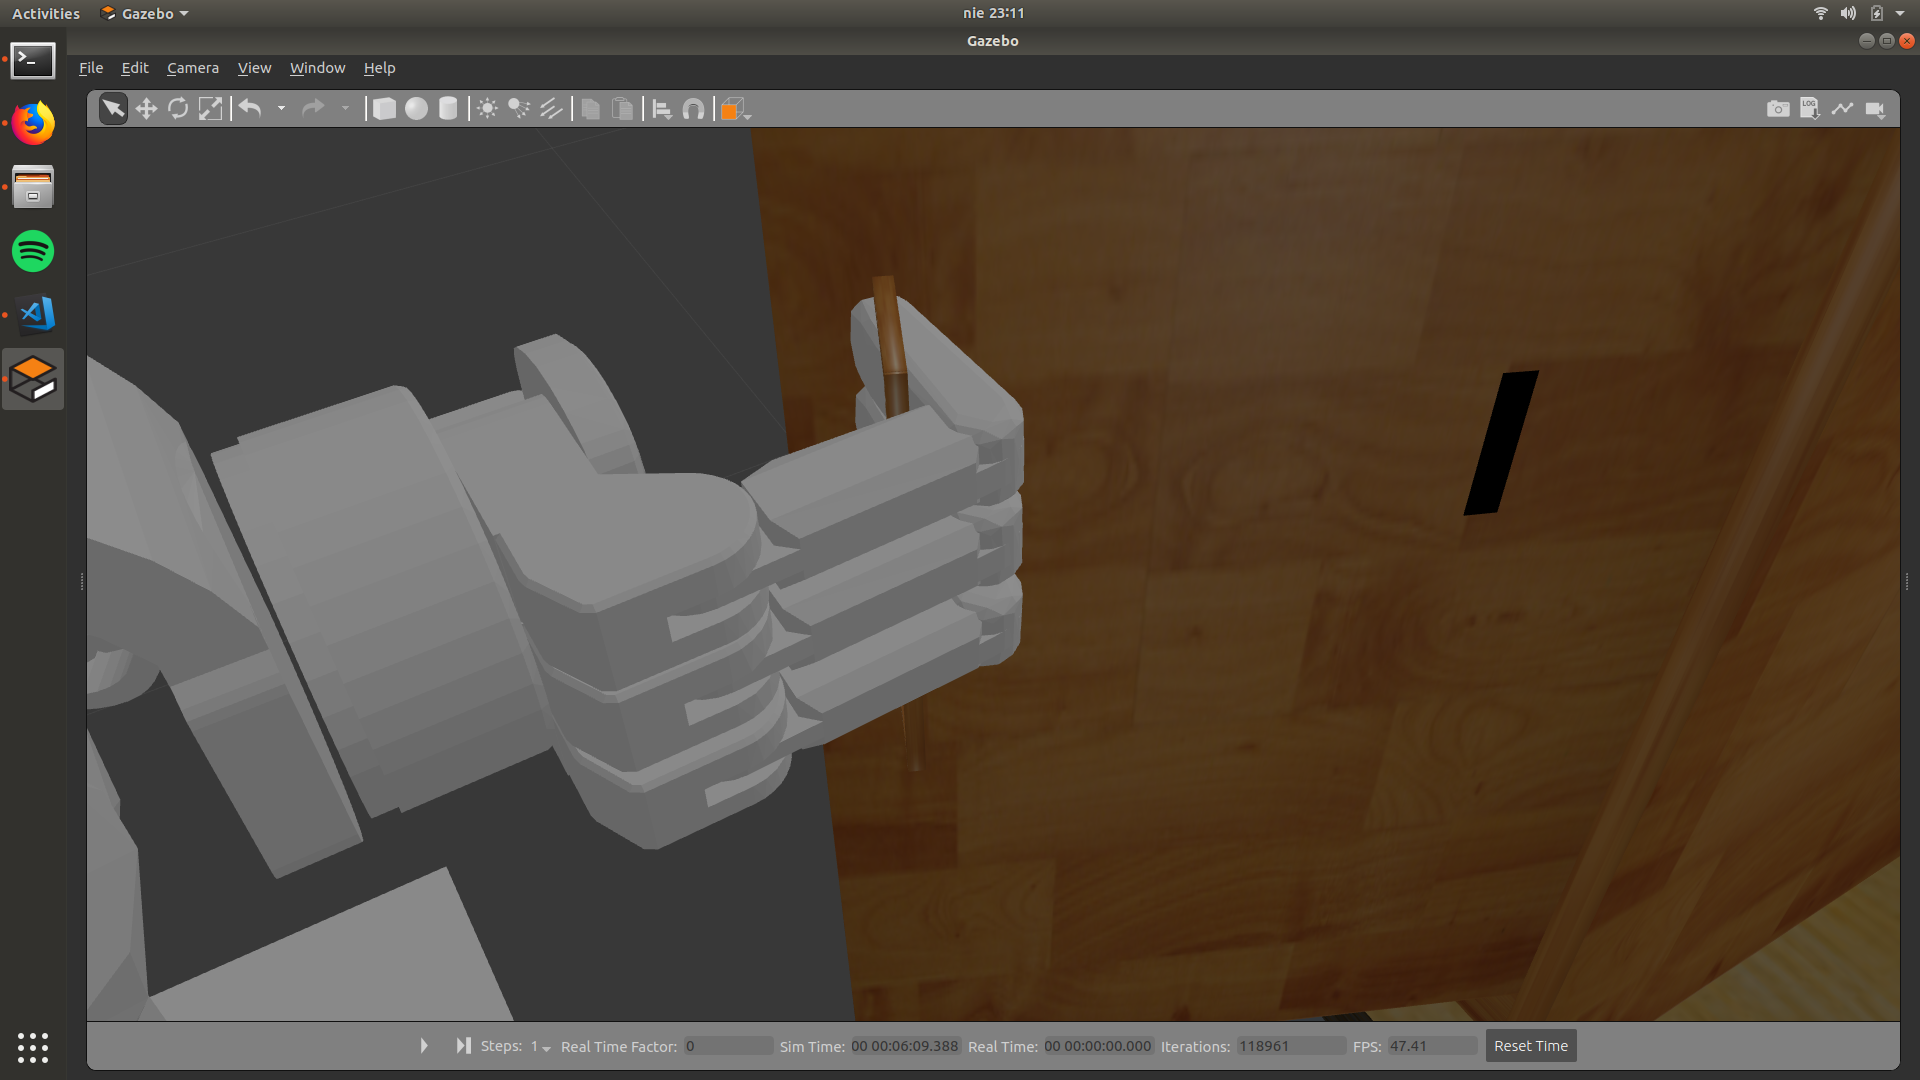 Activities Gazebo nie 23:11
Gazebo
File Edit Camera View Window Help
LOG
Steps: 1 Real Time Factor: 0 Sim Time: 00 00:06:09.388 Real Time: 00 00:00:00.000 Iterations: 118961 FPS: 47.41 Reset Time